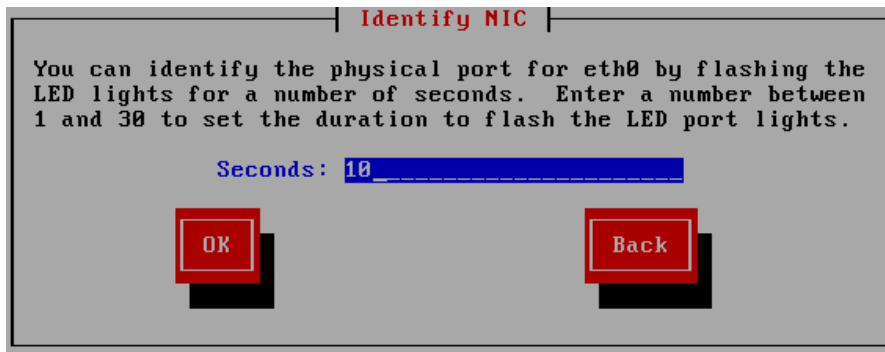 Identify NIC
You can identify the physical port for eth0 by flashing the
LED lights for a number of seconds.  Enter a number between
1 and 30 to set the duration to flash the LED port lights.
Seconds: 10_
OK Back